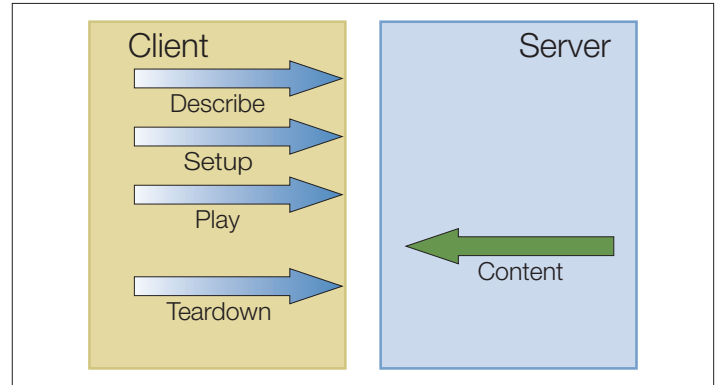 Client
Server
Describe
Setup
Play
Content
Teardown